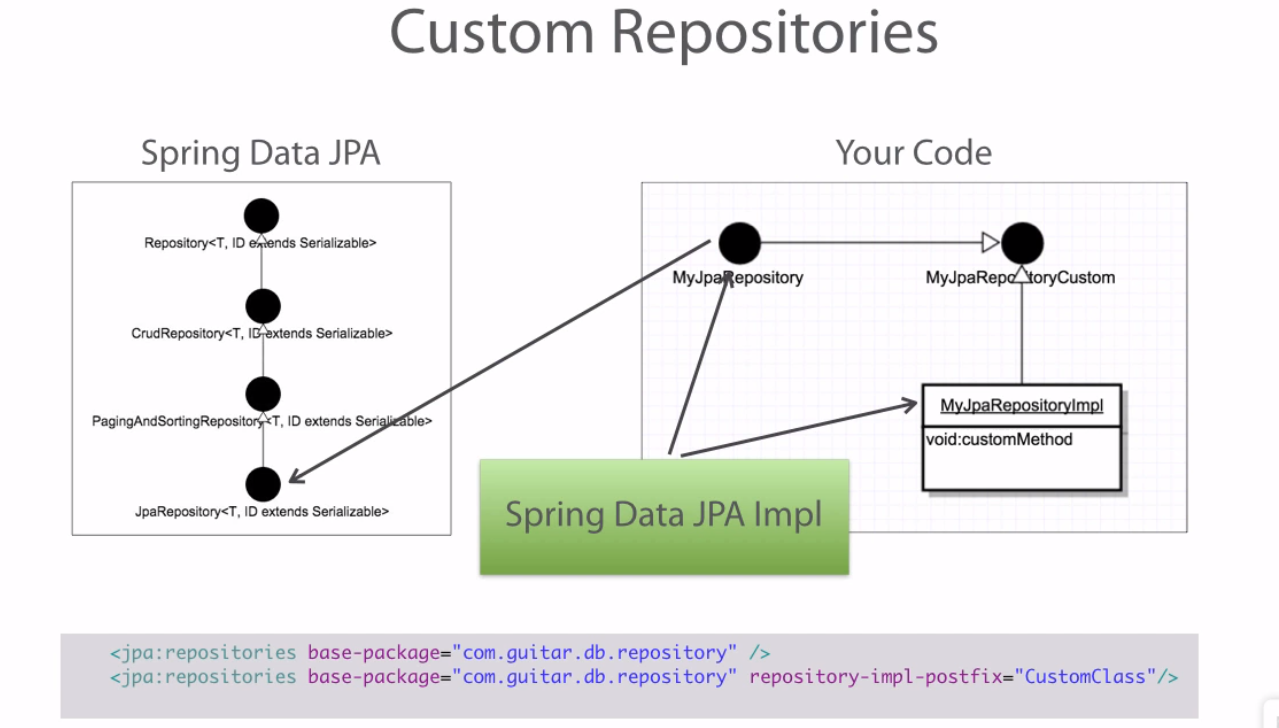 Custom Repositories
Spring Data JPA
Repository<T, ID extends Serializable>
CrudRepository<T, ID extends Serializable>
PagingAndSortingRepository<T, ID extends Serializable>
JpaRepository<T, ID extends Serializable>
Your Code
MyJpaRepository
MyJpaRepositoryCustom
MyJpaRepositoryImpl
void:customMethod
Spring Data JPA Impl
<jpa:repositories base-package="com.guitar.db.repository" />
<jpa:repositories base-package="com.guitar.db.repository" repository-impl-postfix="CustomClass"/>